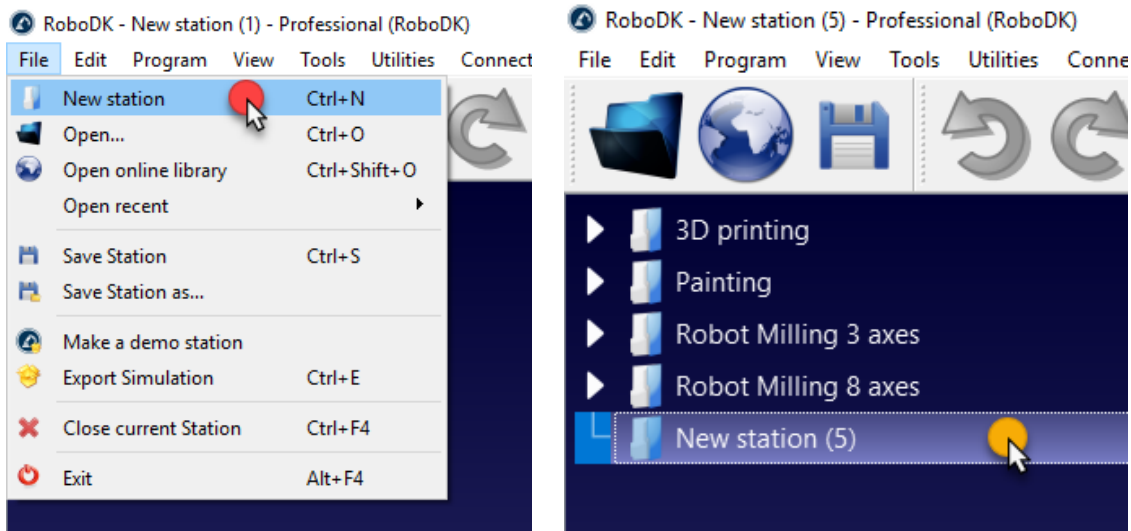 RoboDK - New station (1) - Professional (RoboDK)
File Edit Program View Tools Utilities Connect
New station Ctrl+N
Open... Ctrl+O
Open online library Ctrl+Shift+O
Open recent
Save Station Ctrl+S
Save Station as...
Make a demo station
Export Simulation Ctrl+E
Close current Station Ctrl+F4
Exit Alt+F4
RoboDK - New station (5) - Professional (RoboDK)
File Edit Program View Tools Utilities Conne
3D printing
Painting
Robot Milling 3 axes
Robot Milling 8 axes
New station (5)